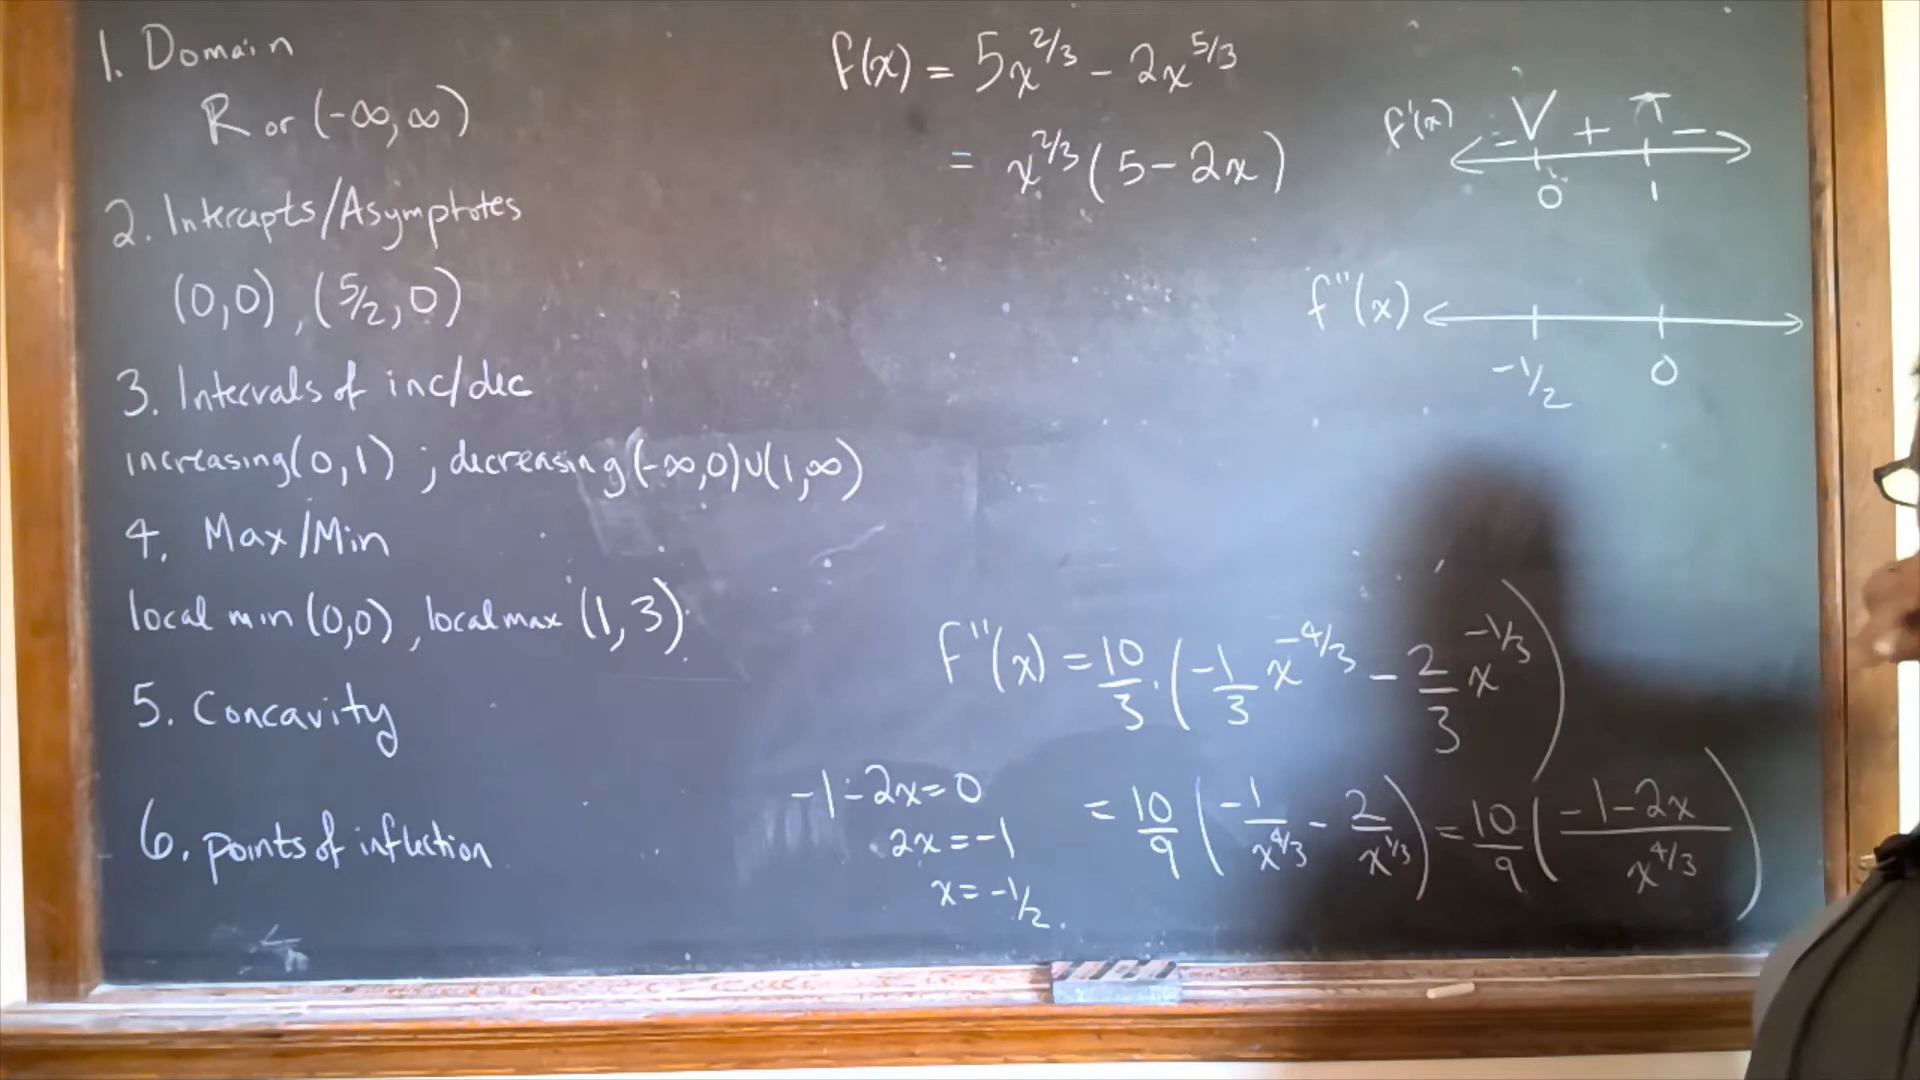 1. Domain
R or (-∞,∞)
2. Intercepts/Asymptotes
(0,0), (5/2,0)
3. Intervals of inc/dec
increasing(0,1) ; decreasing(-∞,0)∪(1,∞)
4. Max/Min
local min (0,0), local max (1,3)
5. Concavity
6. points of inflection
f(x) = 5x^2/3 - 2x^5/3
= x^2/3 (5-2x)
f'(x) - + -
0 1
f''(x)
-1/2 0
f''(x) = 10/3 · (-1/3 x^-4/3 - 2/3 x^-1/3)
= 10/9 (-1/x^4/3 - 2/x^1/3) = 10/9 (-1-2x / x^4/3)
-1-2x=0
2x=-1
x=-1/2